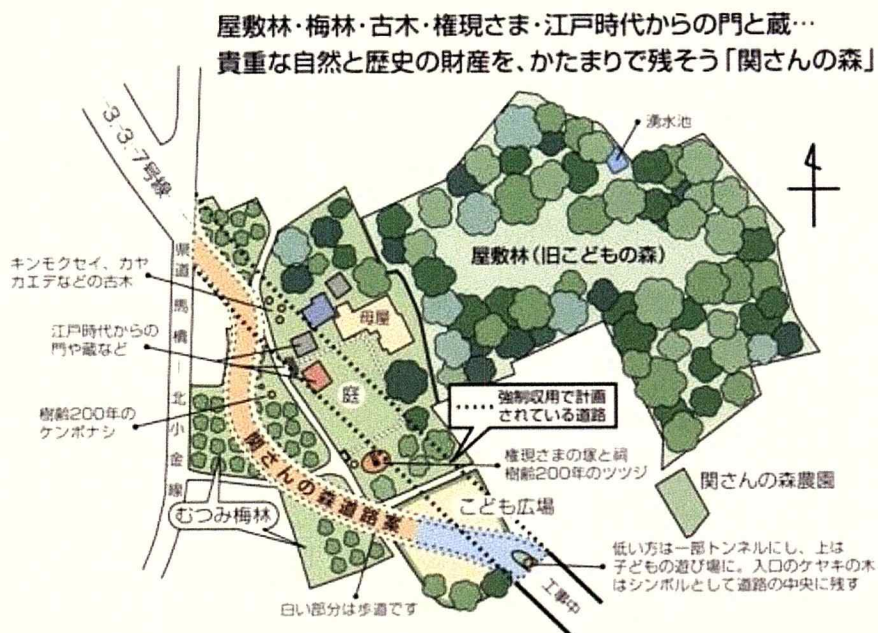 屋敷林・梅林・古木・権現さま・江戸時代からの門と蔵…
貴重な自然と歴史の財産を、かたまりで残そう「関さんの森」
3・3・7号線
湧水池
屋敷林(旧こどもの森)
キンモクセイ、カヤ
カエデなどの古木
県道馬橋―北小金線
母屋
江戸時代からの
門や蔵など
庭
強制収用で計画
されている道路
樹齢200年の
ケンポナシ
権現さまの塚と祠
樹齢200年のツツジ
関さんの森農園
関さんの森道路案
こども広場
むつみ梅林
低い方は一部トンネルにし、上は
子どもの遊び場に。入口のケヤキの木
はシンボルとして道路の中央に残す
工事中
白い部分は歩道です